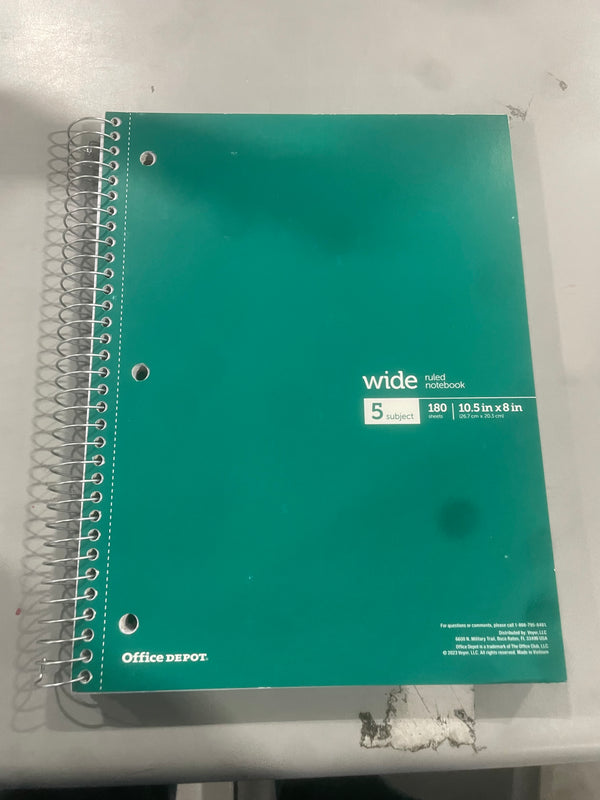 wide ruled
notebook
5 subject 180 sheets 10.5 in x 8 in
(26.7 cm x 20.3 cm)
For questions or comments, please call 1-800-795-6481.
Distributed by: Veyer, LLC
6600 N. Military Trail, Boca Raton, FL 33496 USA
Office Depot is a trademark of The Office Club, LLC
© 2023 Veyer, LLC. All rights reserved. Made in Vietnam
Office DEPOT.